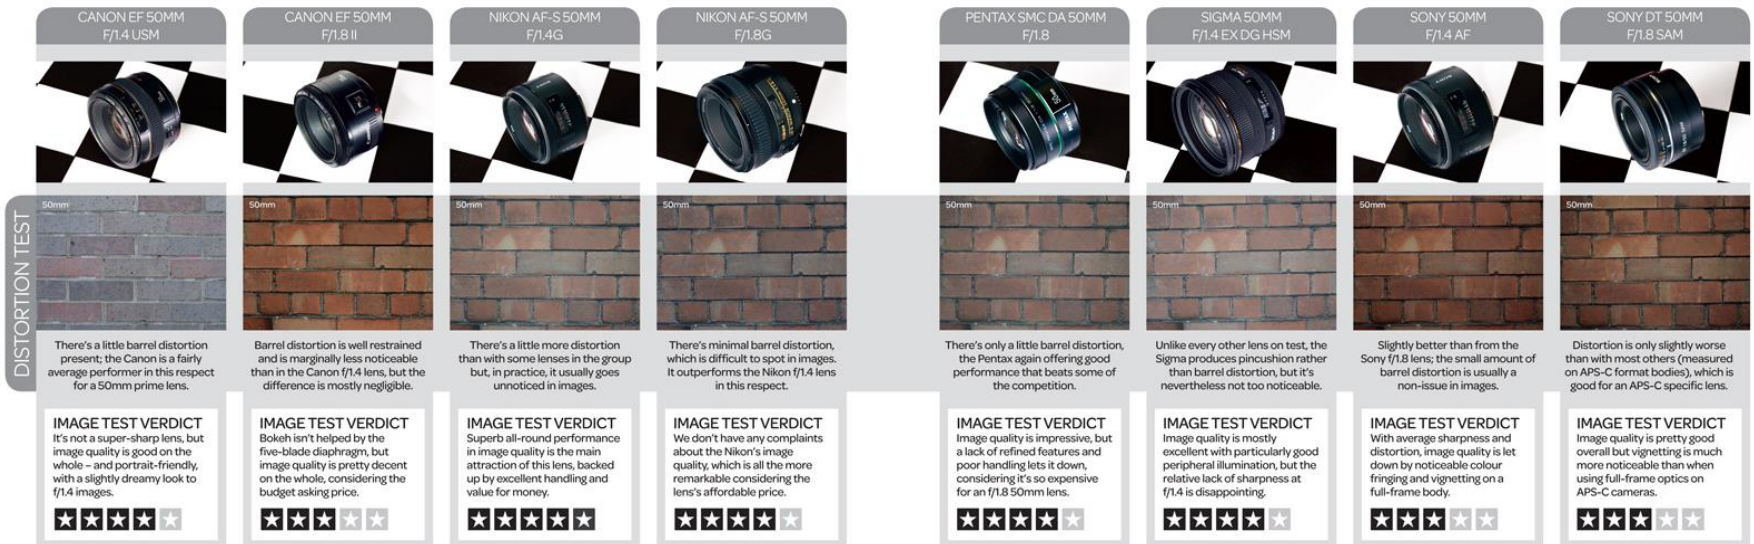 CANON EF 50MM
F/1.4 USM
CANON EF 50MM
F/1.8 II
NIKON AF-S 50MM
F/1.4G
NIKON AF-S 50MM
F/1.8G
PENTAX SMC DA 50MM
F/1.8
SIGMA 50MM
F/1.4 EX DG HSM
SONY 50MM
F/1.4 AF
SONY DT 50MM
F/1.8 SAM
DISTORTION TEST
50mm
50mm
50mm
50mm
50mm
50mm
50mm
50mm
There's a little barrel distortion
present; the Canon is a fairly
average performer in this respect
for a 50mm prime lens.
Barrel distortion is well restrained
and is marginally less noticeable
than in the Canon f/1.4 lens, but the
difference is mostly negligible.
There's a little more distortion
than with some lenses in the group
but, in practice, it usually goes
unnoticed in images.
There's minimal barrel distortion,
which is difficult to spot in images.
It outperforms the Nikon f/1.4 lens
in this respect.
There's only a little barrel distortion,
the Pentax again offering good
performance that beats some of
the competition.
Unlike every other lens on test, the
Sigma produces pincushion rather
than barrel distortion, but it's
nevertheless not too noticeable.
Slightly better than from the
Sony f/1.8 lens; the small amount of
barrel distortion is usually a
non-issue in images.
Distortion is only slightly worse
than with most others (measured
on APS-C format bodies), which is
good for an APS-C specific lens.
IMAGE TEST VERDICT
It's not a super-sharp lens, but
image quality is good on the
whole – and portrait-friendly,
with a slightly dreamy look to
f/1.4 images.
IMAGE TEST VERDICT
Bokeh isn't helped by the
five-blade diaphragm, but
image quality is pretty decent
on the whole, considering the
budget asking price.
IMAGE TEST VERDICT
Superb all-round performance
in image quality is the main
attraction of this lens, backed
up by excellent handling and
value for money.
IMAGE TEST VERDICT
We don't have any complaints
about the Nikon's image
quality, which is all the more
remarkable considering the
lens's affordable price.
IMAGE TEST VERDICT
Image quality is impressive, but
a lack of refined features and
poor handling lets it down,
considering it's so expensive
for an f/1.8 50mm lens.
IMAGE TEST VERDICT
Image quality is mostly
excellent with particularly good
peripheral illumination, but the
relative lack of sharpness at
f/1.4 is disappointing.
IMAGE TEST VERDICT
With average sharpness and
distortion, image quality is let
down by noticeable colour
fringing and vignetting on a
full-frame body.
IMAGE TEST VERDICT
Image quality is pretty good
overall but vignetting is much
more noticeable than when
using full-frame optics on
APS-C cameras.